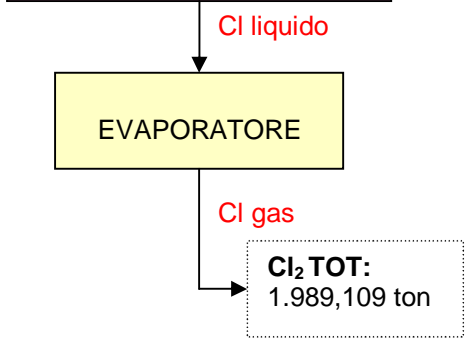 Cl liquido
EVAPORATORE
Cl gas
Cl₂ TOT:
1.989,109 ton